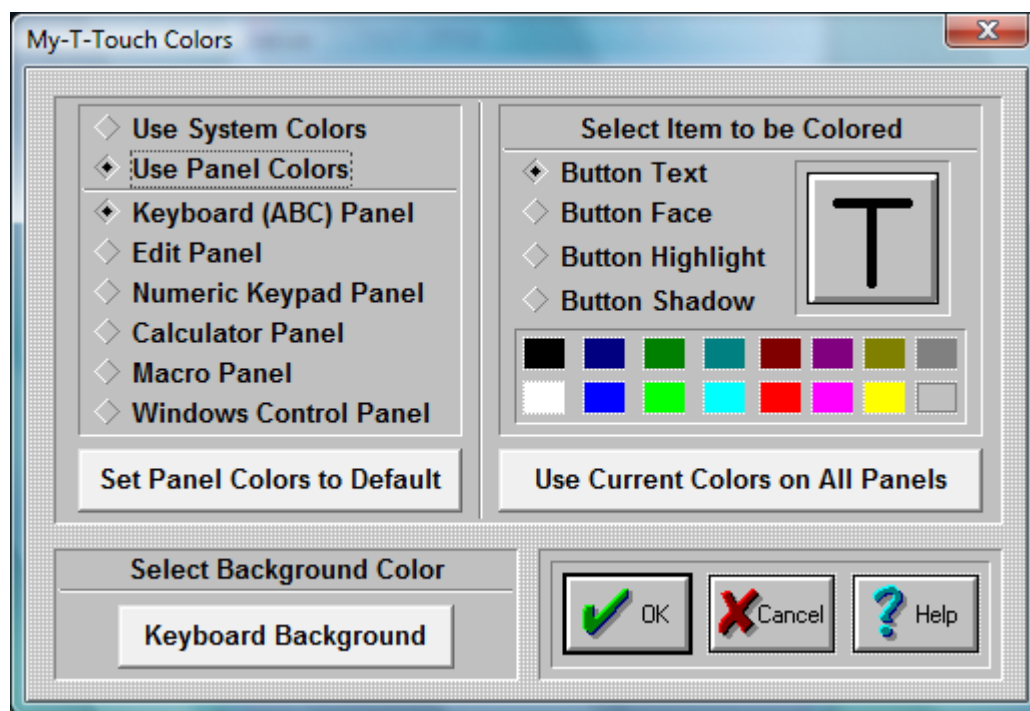 My-T-Touch Colors
Use System Colors
Use Panel Colors
Keyboard (ABC) Panel
Edit Panel
Numeric Keypad Panel
Calculator Panel
Macro Panel
Windows Control Panel
Set Panel Colors to Default
Select Item to be Colored
Button Text
Button Face
Button Highlight
Button Shadow
T
Use Current Colors on All Panels
Select Background Color
Keyboard Background
OK
Cancel
Help